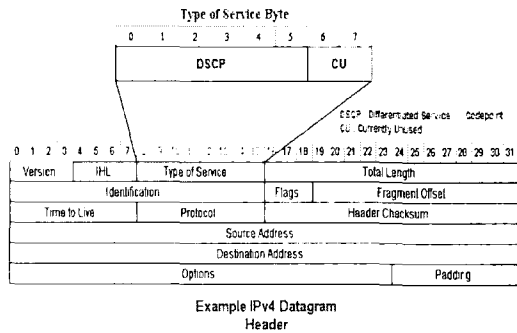 Type of Service Byte
0 1 2 3 4 5 6 7
DSCP CU
DSCP Differentiated Service Codepoint
CU Currently Unused
0 1 2 3 4 5 6 7 16 17 18 19 20 21 22 23 24 25 26 27 28 29 30 31
Version IHL Type of Service Total Length
Identification Flags Fragment Offset
Time to Live Protocol Header Checksum
Source Address
Destination Address
Options Padding
Example IPv4 Datagram
Header